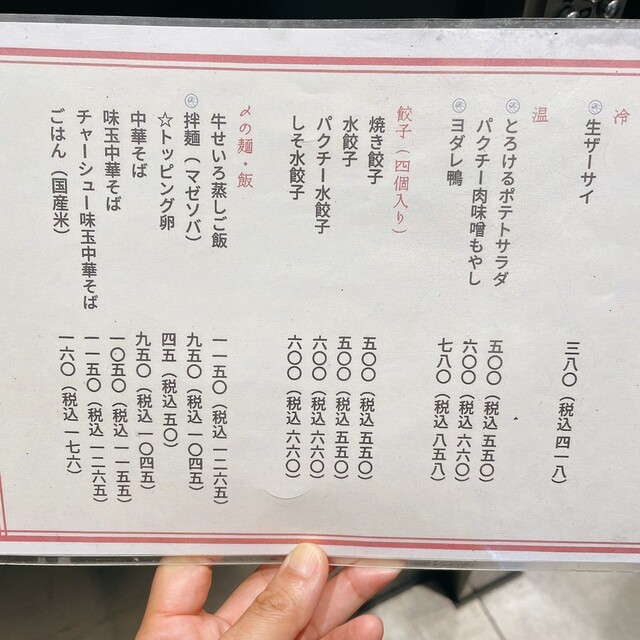 冷
生ザーサイ 三八〇(税込四一八)
温
とろけるポテトサラダ 五〇〇(税込五五〇)
パクチー肉味噌もやし 六〇〇(税込六六〇)
ヨダレ鴨 七八〇(税込八五八)
餃子(四個入り)
焼き餃子 五〇〇(税込五五〇)
水餃子 五〇〇(税込五五〇)
パクチー水餃子 六〇〇(税込六六〇)
しそ水餃子 六〇〇(税込六六〇)
〆の麺・飯
牛せいろ蒸しご飯 一一五〇(税込一二六五)
拌麺(マゼソバ) 九五〇(税込一〇四五)
☆トッピング卵 四五(税込五〇)
中華そば 九五〇(税込一〇四五)
味玉中華そば 一〇五〇(税込一一五五)
チャーシュー味玉中華そば 一一五〇(税込一二六五)
ごはん(国産米) 一六〇(税込一七六)